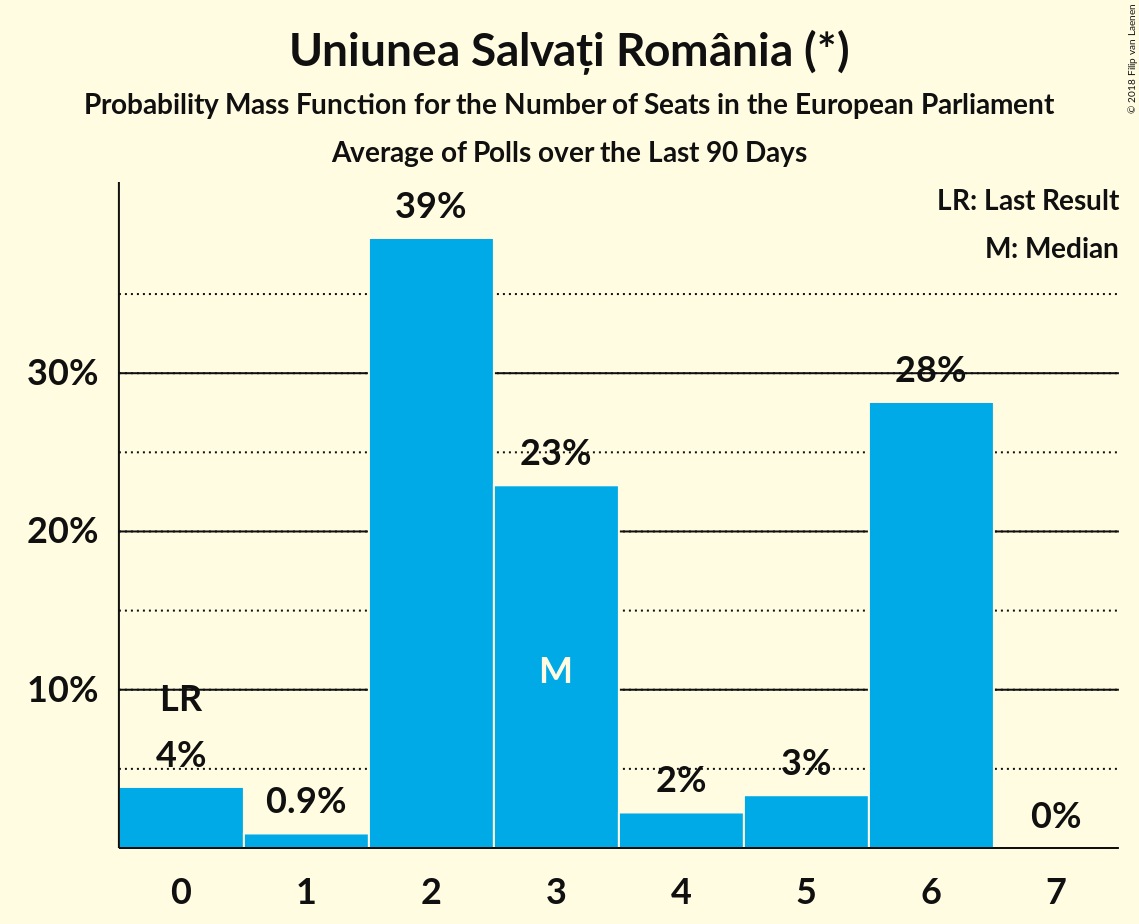 Uniunea Salvați România (*)
Probability Mass Function for the Number of Seats in the European Parliament
Average of Polls over the Last 90 Days
© 2018 Filip van Laenen
LR: Last Result
M: Median
39%
30%
28%
23%
20%
M
10%
LR
4%
0.9%
2%
3%
0%
0 1 2 3 4 5 6 7